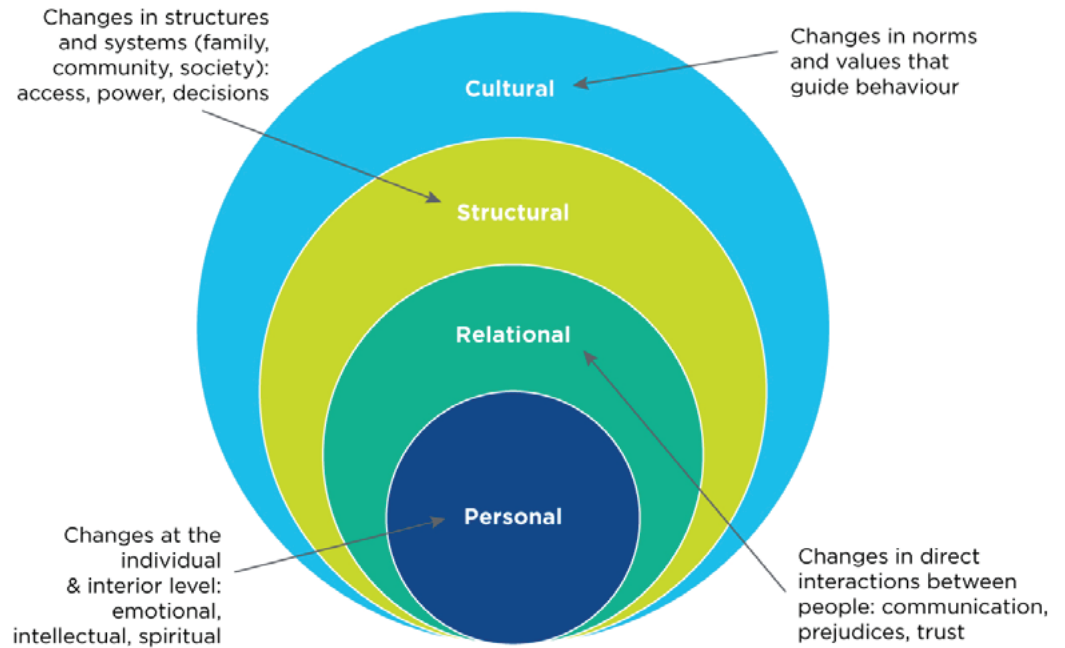 Changes in structures
and systems (family,
community, society):
access, power, decisions
Changes in norms
and values that
guide behaviour
Cultural
Structural
Relational
Personal
Changes at the
individual
& interior level:
emotional,
intellectual, spiritual
Changes in direct
interactions between
people: communication,
prejudices, trust